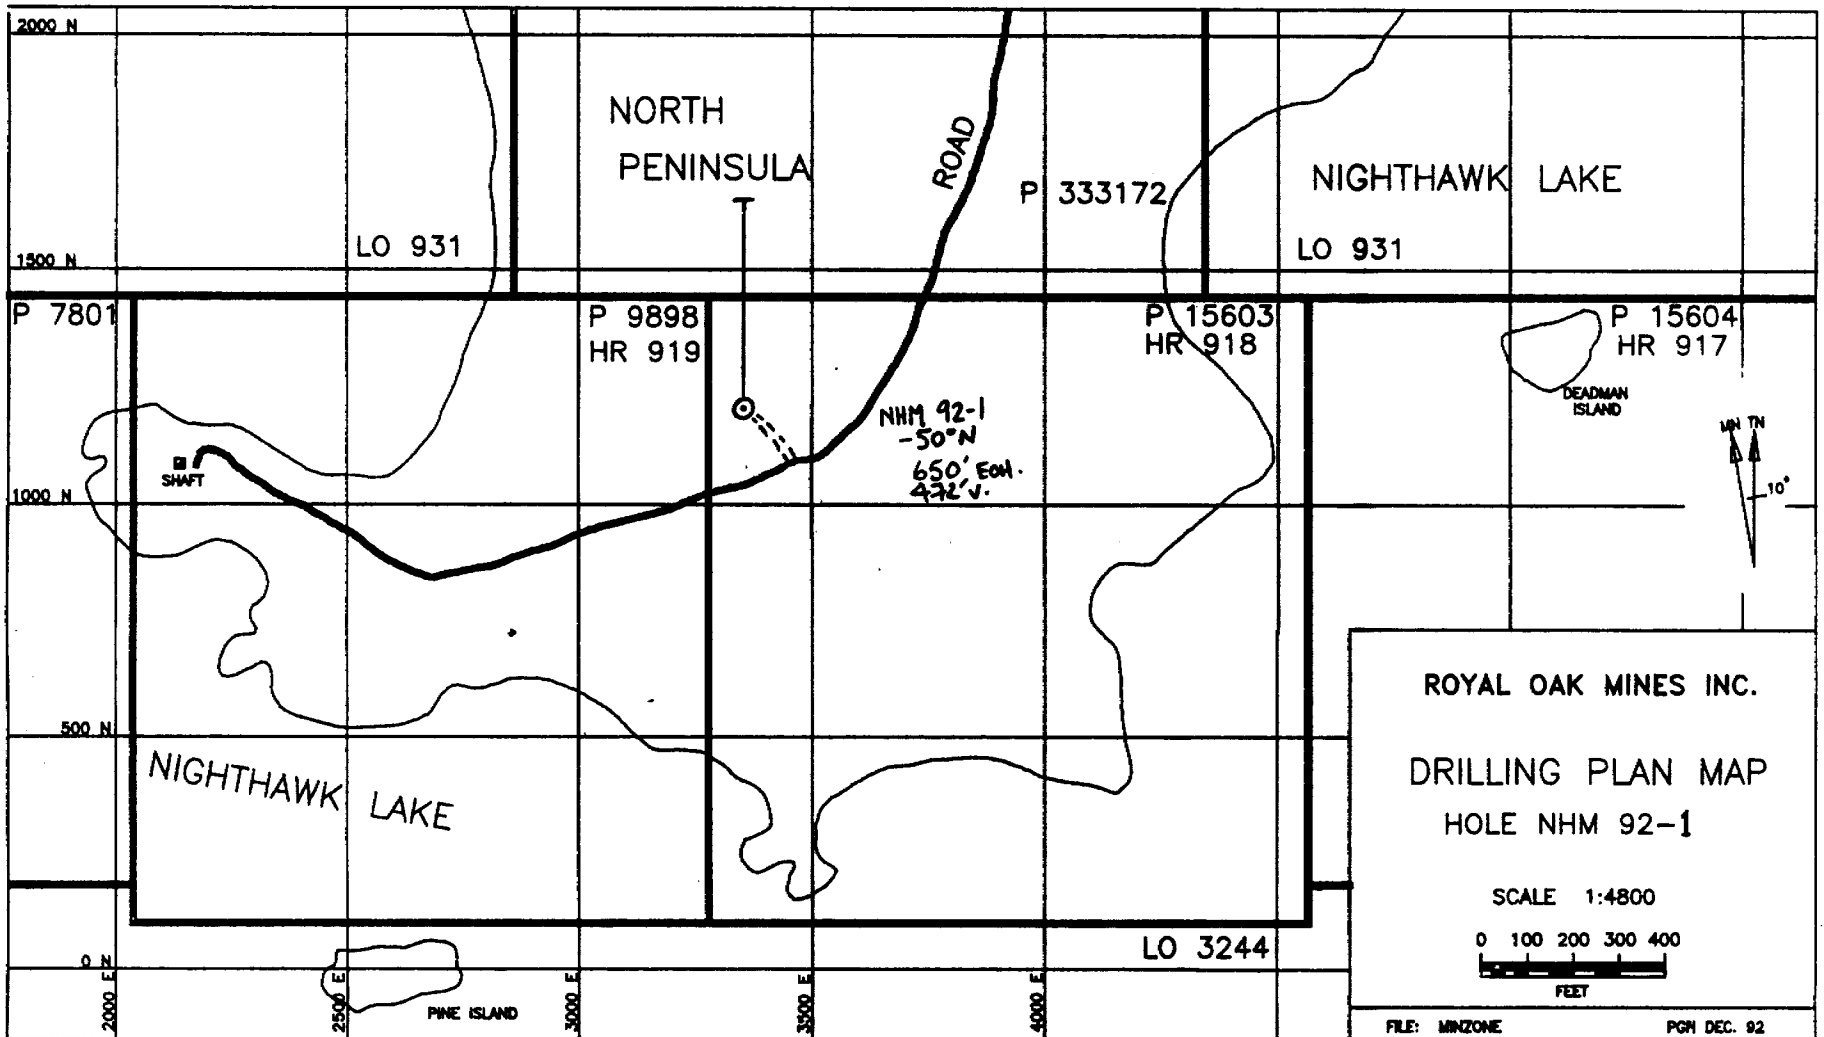 2000 N
NORTH
PENINSULA
ROAD
P 333172
NIGHTHAWK LAKE
LO 931
LO 931
1500 N
P 7801
P 9898
HR 919
P 15603
HR 918
P 15604
HR 917
DEADMAN
ISLAND
NHM 92-1
-50°N
650' EOH.
472' V.
MN TN
10°
SHAFT
1000 N
500 N
NIGHTHAWK LAKE
ROYAL OAK MINES INC.
DRILLING PLAN MAP
HOLE NHM 92-1
SCALE 1:4800
0 100 200 300 400
FEET
LO 3244
0 N
2000 E
2500 E
3000 E
3500 E
4000 E
PINE ISLAND
FILE: MINZONE
PGM DEC. 92